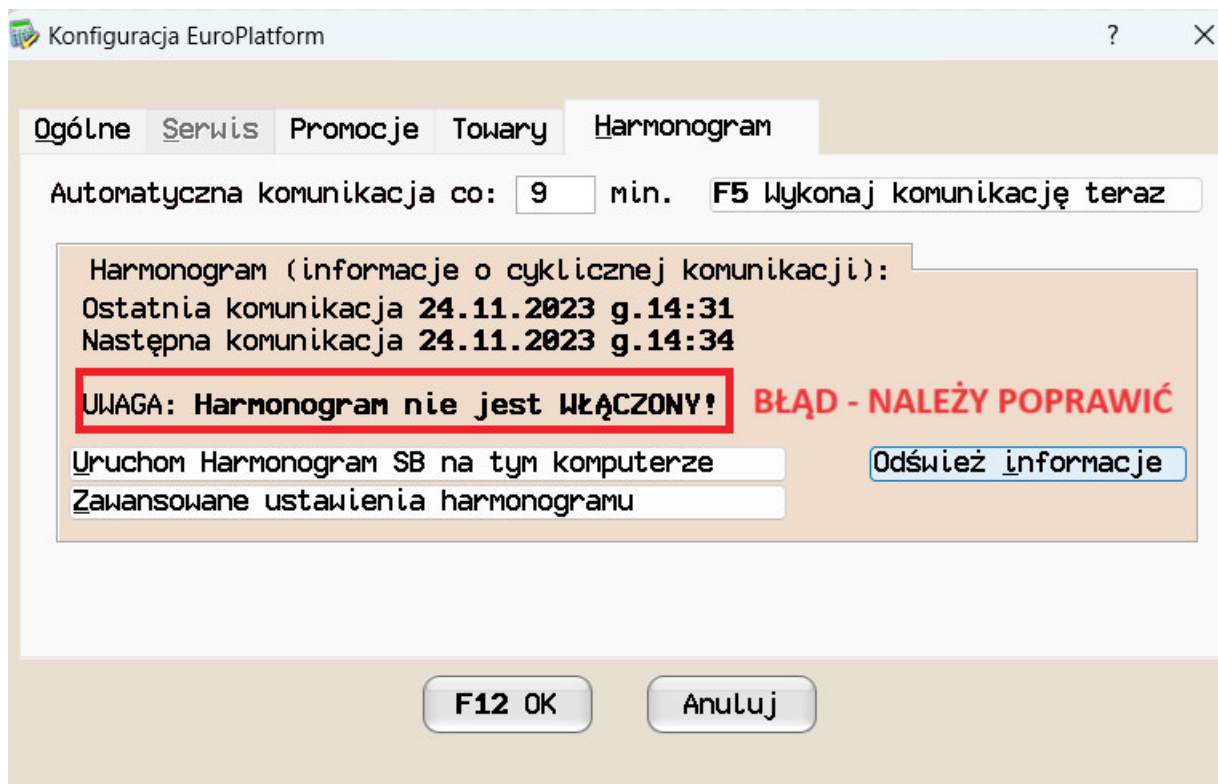 Konfiguracja EuroPlatform ?
Ogólne Serwis Promocje Towary Harmonogram
Automatyczna komunikacja co: 9 min. F5 Wykonaj komunikację teraz
Harmonogram (informacje o cyklicznej komunikacji):
Ostatnia komunikacja 24.11.2023 g.14:31
Następna komunikacja 24.11.2023 g.14:34
UWAGA: Harmonogram nie jest WŁĄCZONY! BŁĄD - NALEŻY POPRAWIĆ
Uruchom Harmonogram SB na tym komputerze Odśwież informacje
Zawansowane ustawienia harmonogramu
F12 OK Anuluj